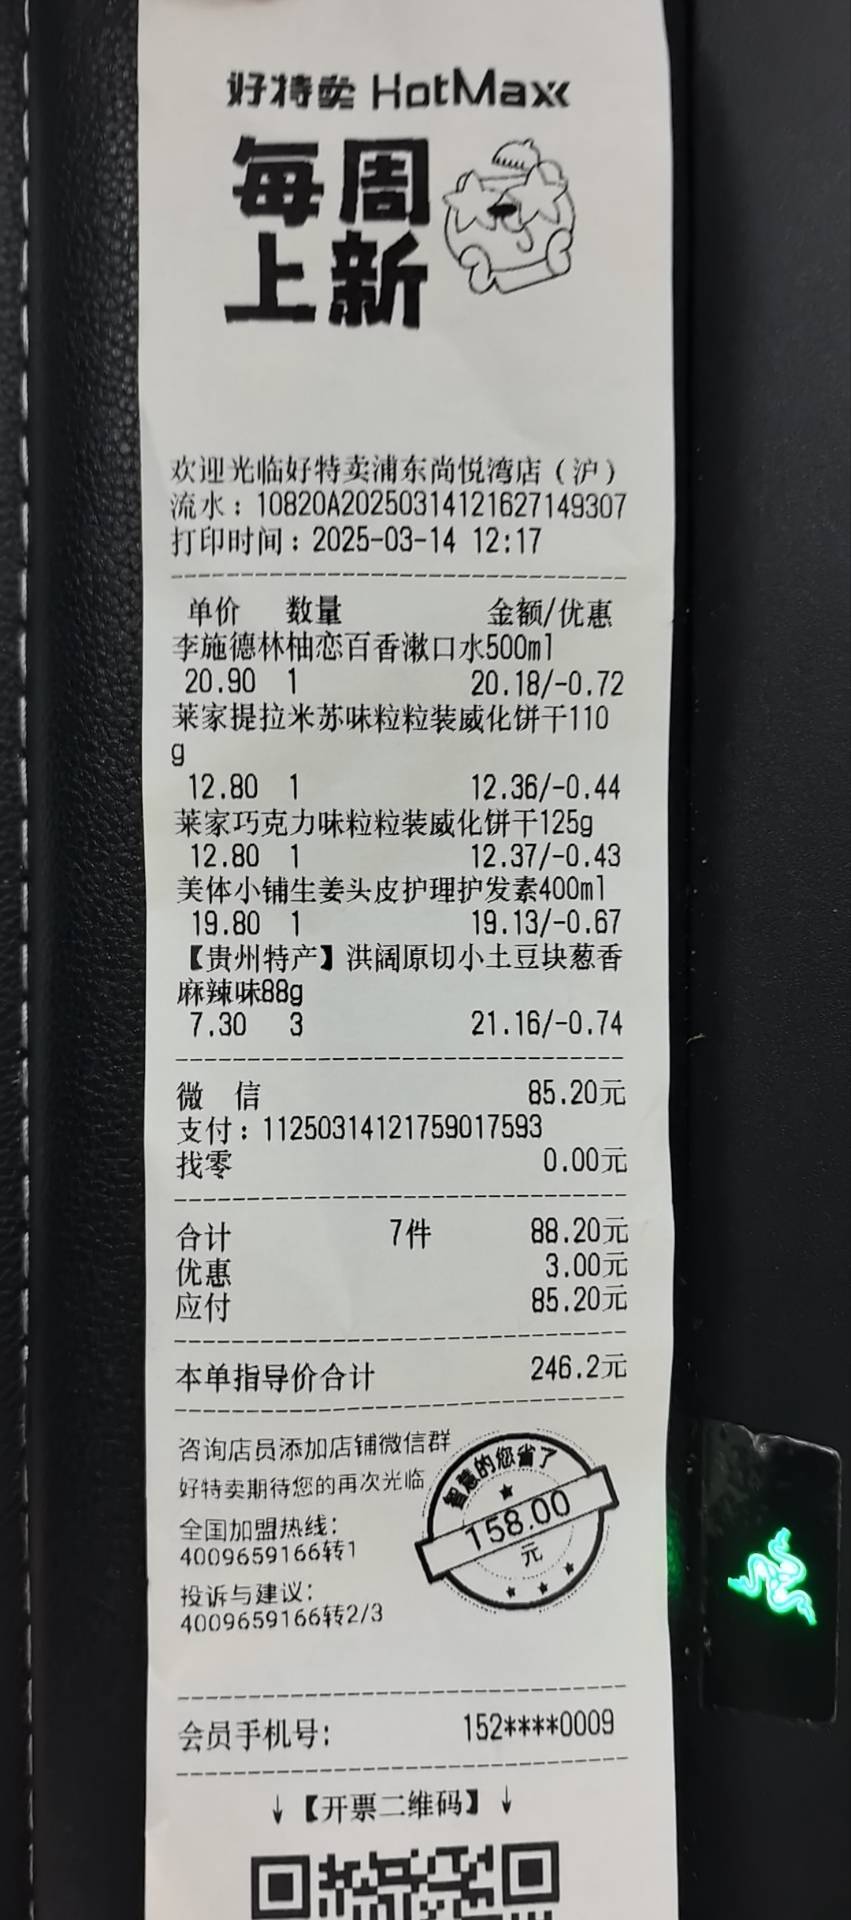 好特卖 HotMaxx
每周
上新
欢迎光临好特卖浦东尚悦湾店（沪）
流水：10820A20250314121627149307
打印时间：2025-03-14 12:17
单价 数量 金额/优惠
李施德林柚恋百香漱口水500ml
20.90 1 20.18/-0.72
莱家提拉米苏味粒粒装威化饼干110
g
12.80 1 12.36/-0.44
莱家巧克力味粒粒装威化饼干125g
12.80 1 12.37/-0.43
美体小铺生姜头皮护理护发素400ml
19.80 1 19.13/-0.67
【贵州特产】洪阔原切小土豆块葱香
麻辣味88g
7.30 3 21.16/-0.74
微 信 85.20元
支付：11250314121759017593
找零 0.00元
合计 7件 88.20元
优惠 3.00元
应付 85.20元
本单指导价合计 246.2元
咨询店员添加店铺微信群
好特卖期待您的再次光临
全国加盟热线：
4009659166转1
投诉与建议：
4009659166转2/3
智慧的您省了
158.00
元
会员手机号： 152****0009
↓【开票二维码】↓